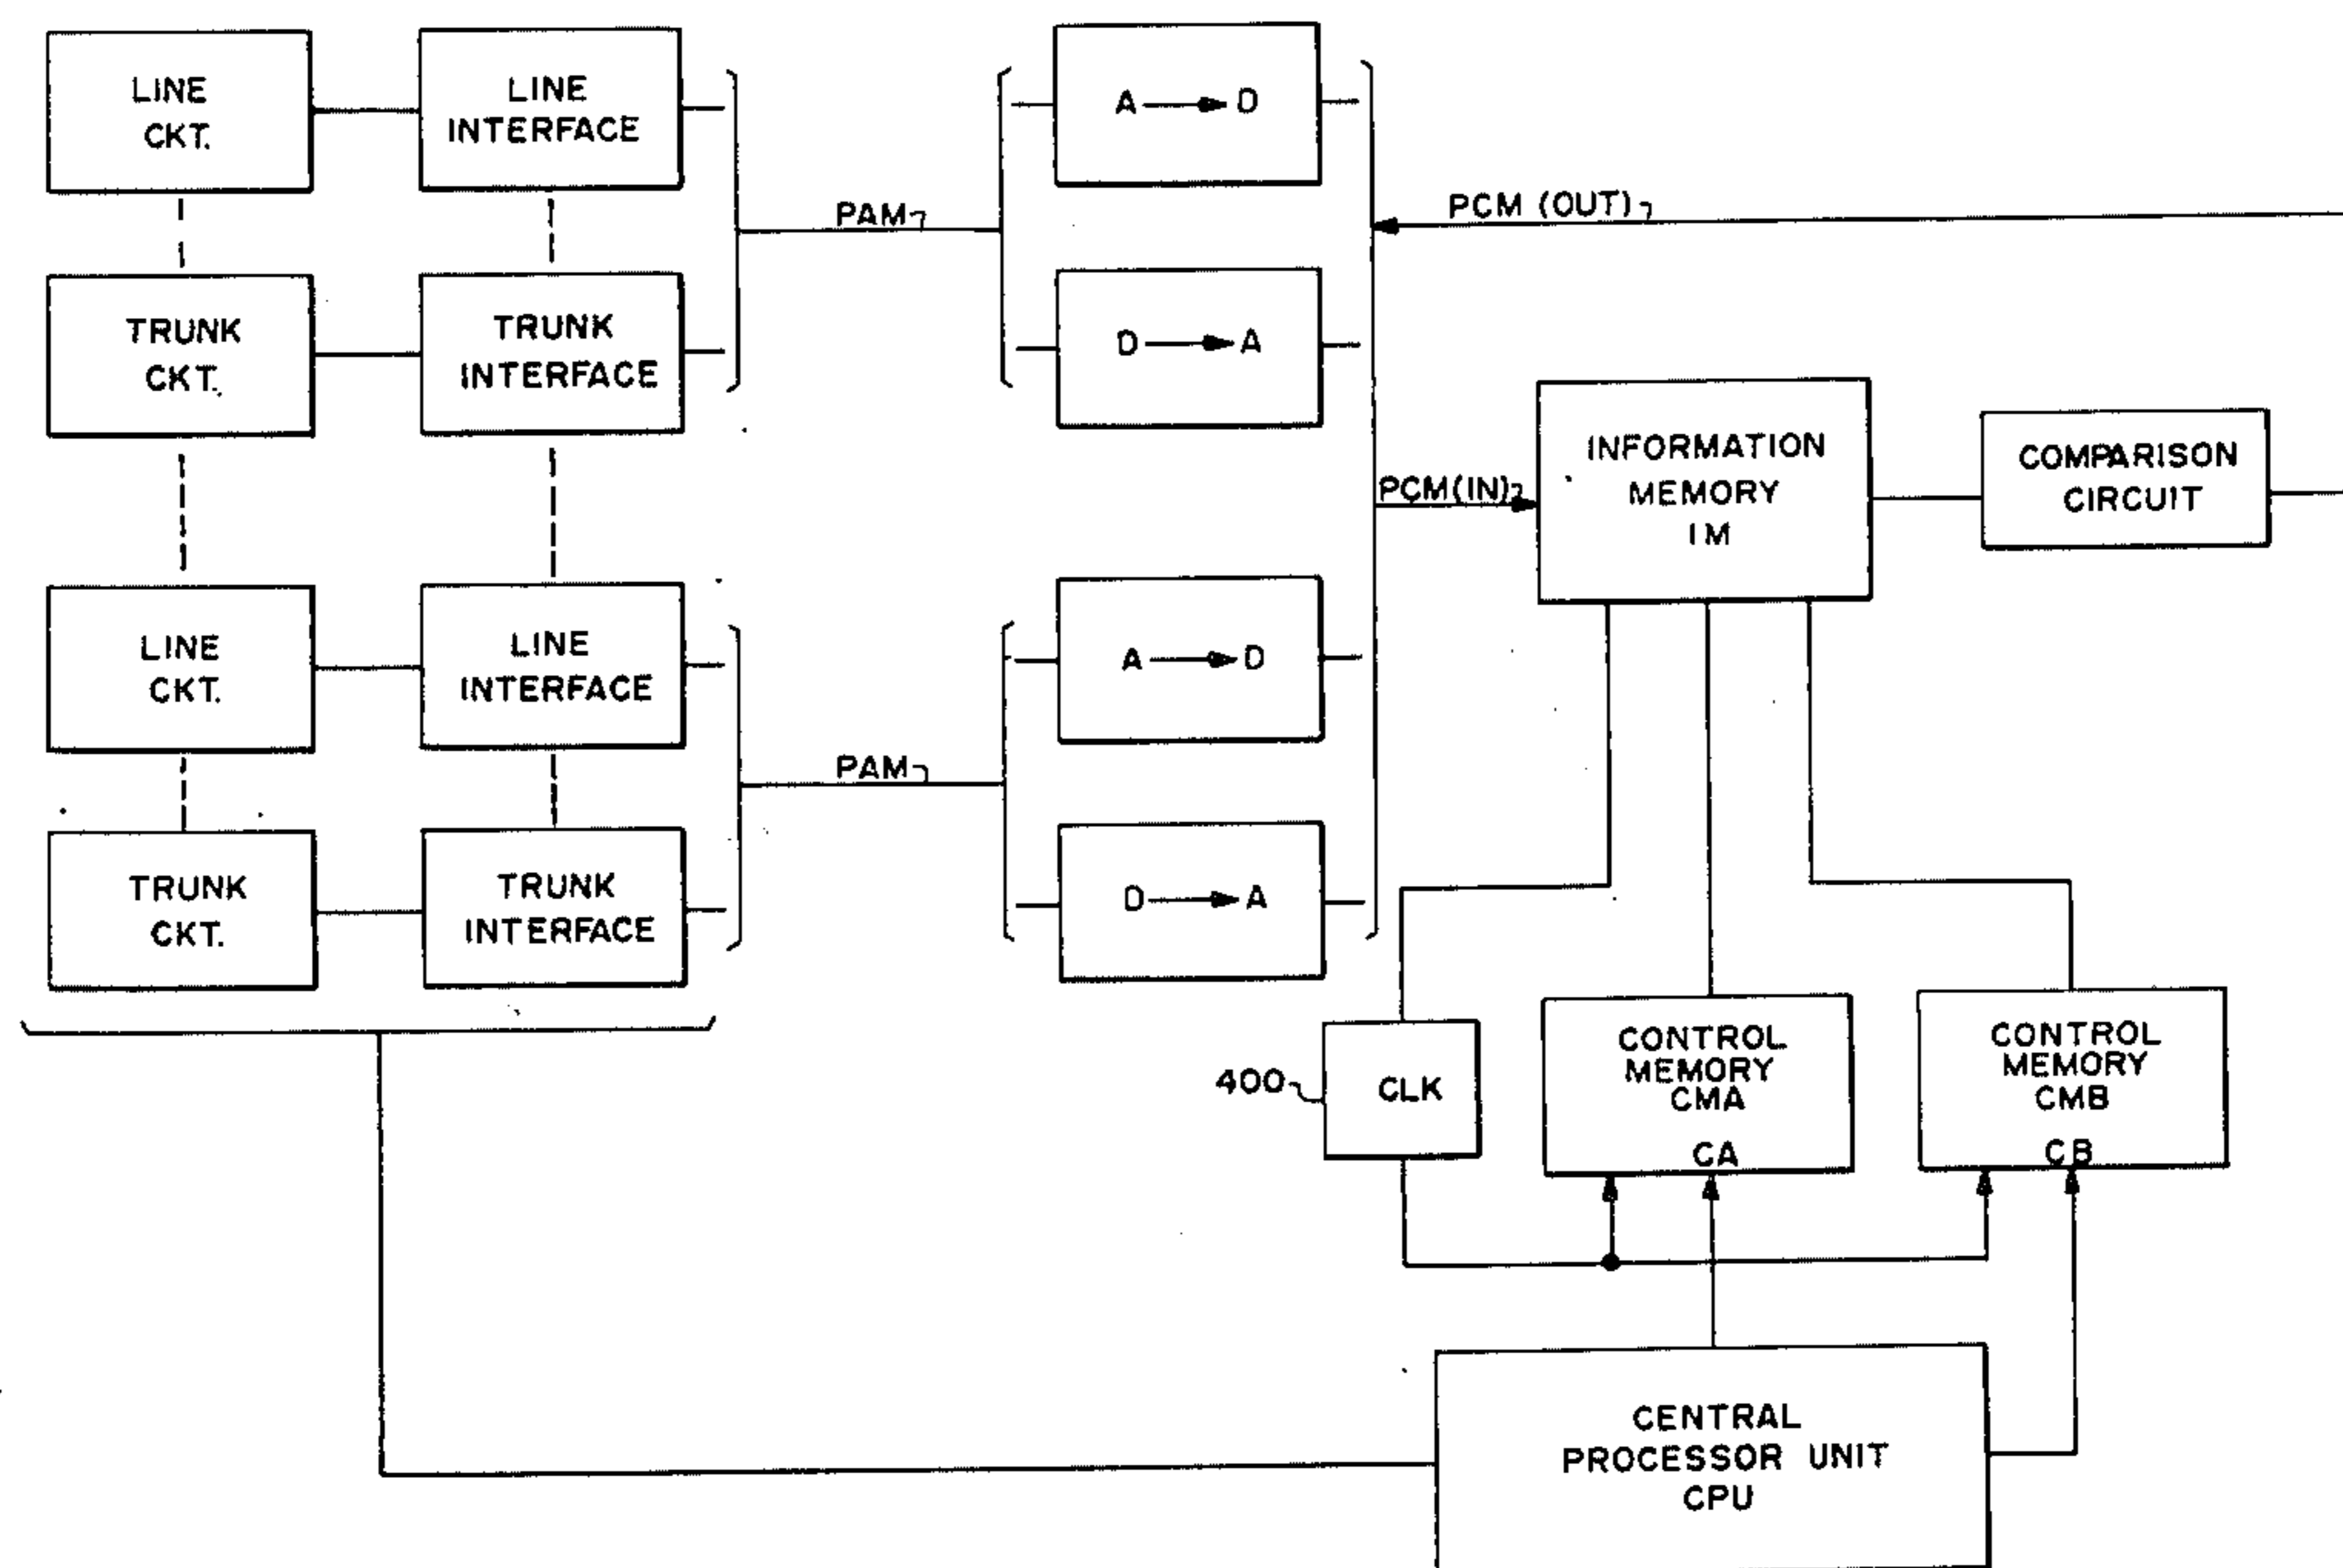 LINE
CKT.
LINE
INTERFACE
PAM
A → D
PCM (OUT)
TRUNK
CKT.
TRUNK
INTERFACE
D → A
PCM(IN)
INFORMATION
MEMORY
IM
COMPARISON
CIRCUIT
LINE
CKT.
LINE
INTERFACE
PAM
A → D
TRUNK
CKT.
TRUNK
INTERFACE
D → A
400
CLK
CONTROL
MEMORY
CMA
CA
CONTROL
MEMORY
CMB
CB
CENTRAL
PROCESSOR UNIT
CPU